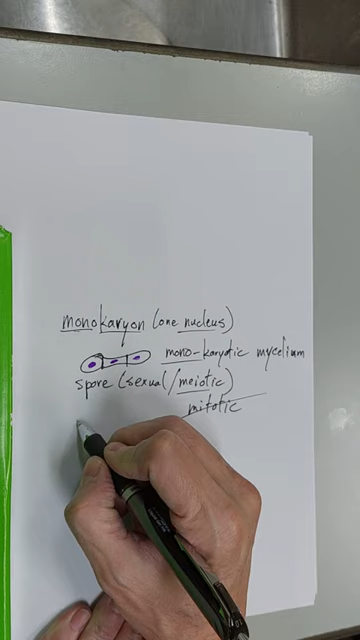 monokaryon (one nucleus)
mono-karyotic mycelium
spore (sexual/meiotic)
mitotic